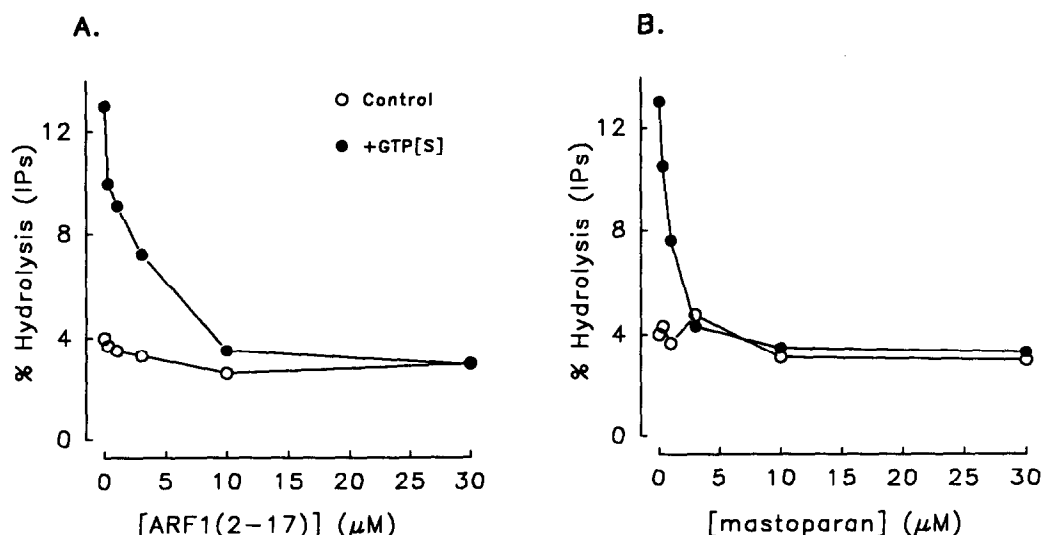 A.
% Hydrolysis (IPs)
12
8
4
0
Control
+GTP[S]
0 5 10 15 20 25 30
[ARF1(2-17)] (μM)
B.
% Hydrolysis (IPs)
12
8
4
0
0 5 10 15 20 25 30
[mastoparan] (μM)